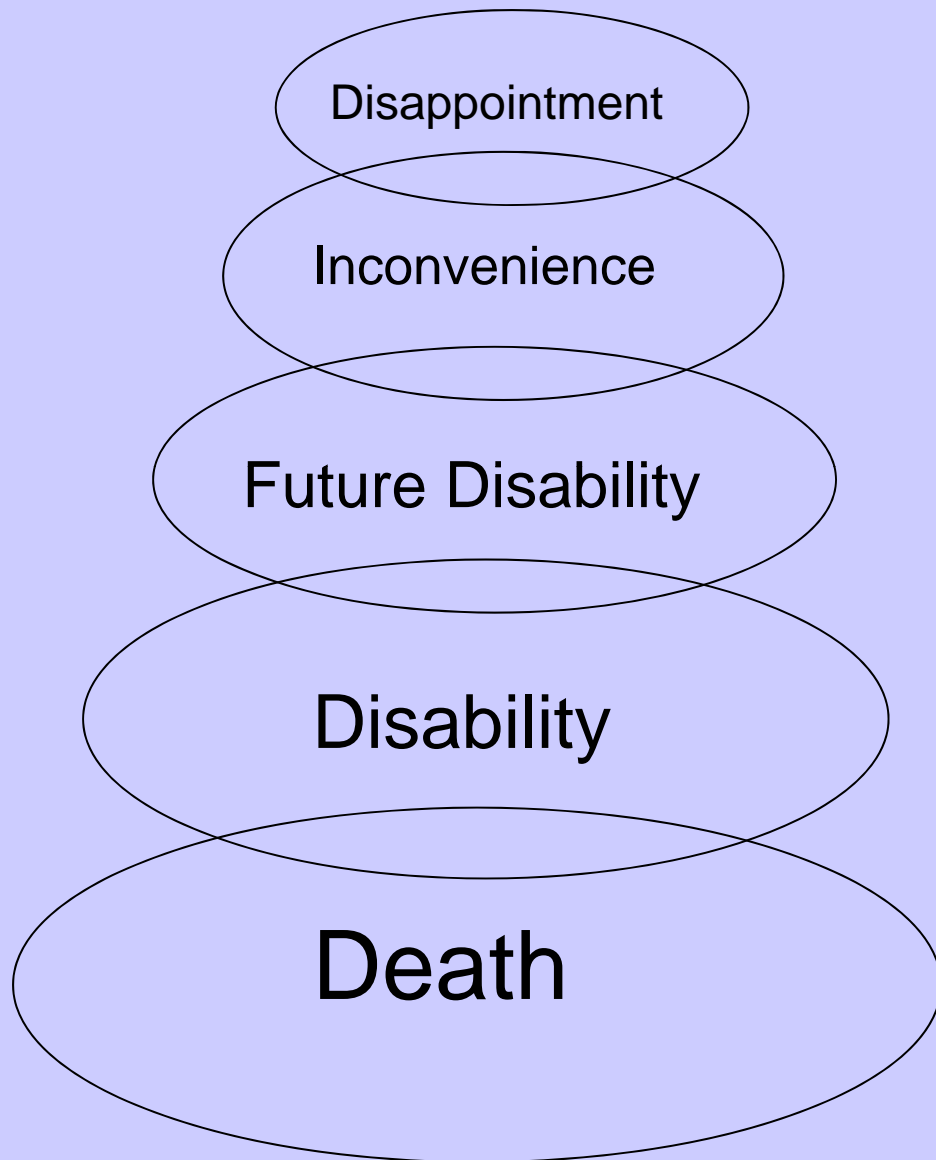 Disappointment
Inconvenience
Future Disability
Disability
Death